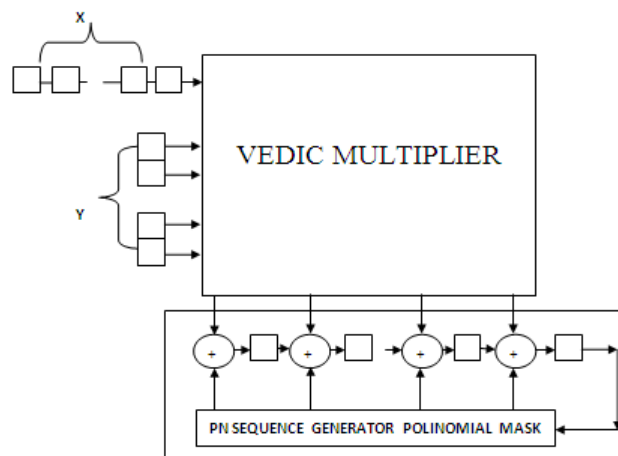 X
VEDIC MULTIPLIER
Y
+ + + +
PN SEQUENCE GENERATOR POLINOMIAL MASK